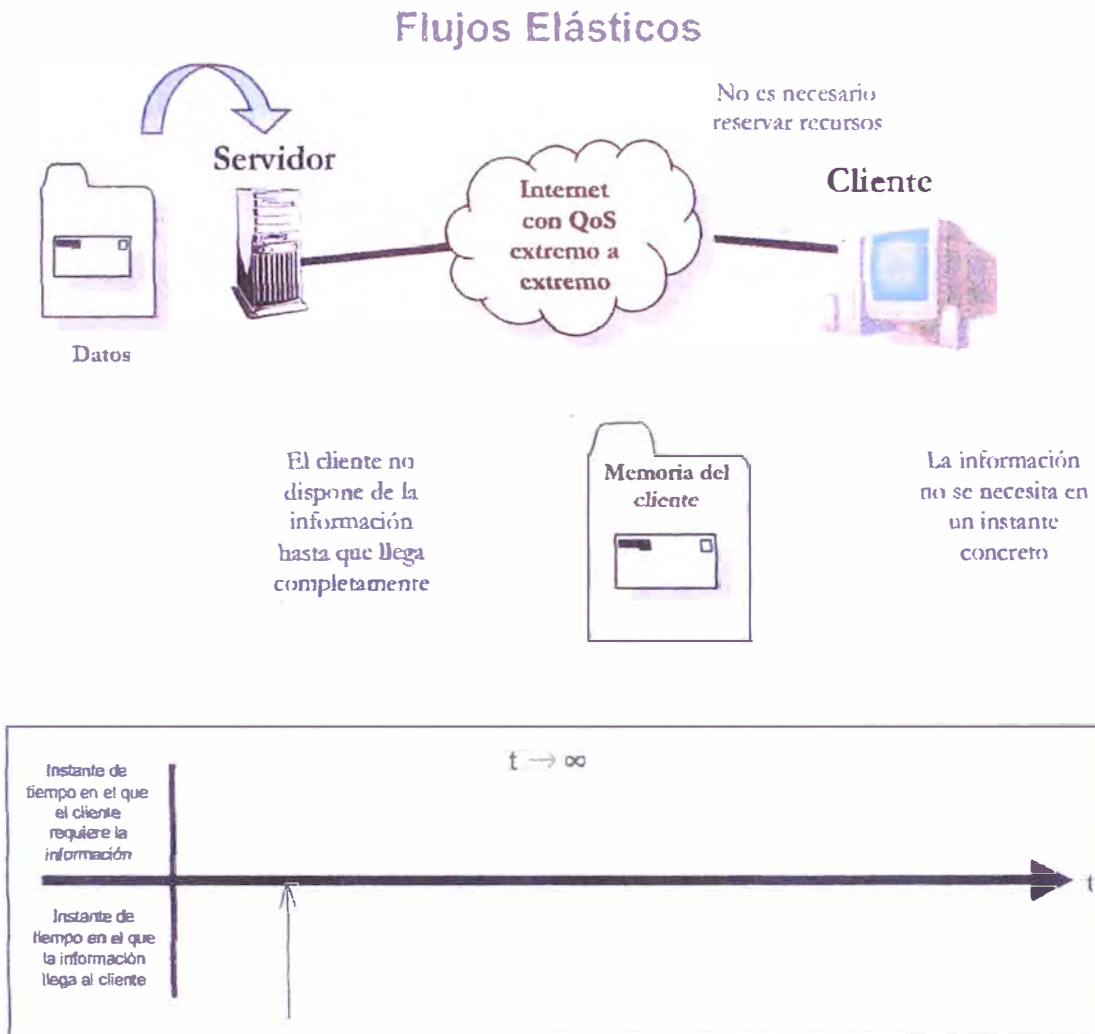 Flujos Elásticos
No es necesario
reservar recursos
Servidor
Cliente
Internet
con QoS
extremo a
extremo
Datos
El cliente no
dispone de la
información
hasta que llega
completamente
Memoria del
cliente
La información
no se necesita en
un instante
concreto
Instante de
tiempo en el que
el cliente
requiere la
información
t → ∞
t
Instante de
tiempo en el que
la información
llega al cliente